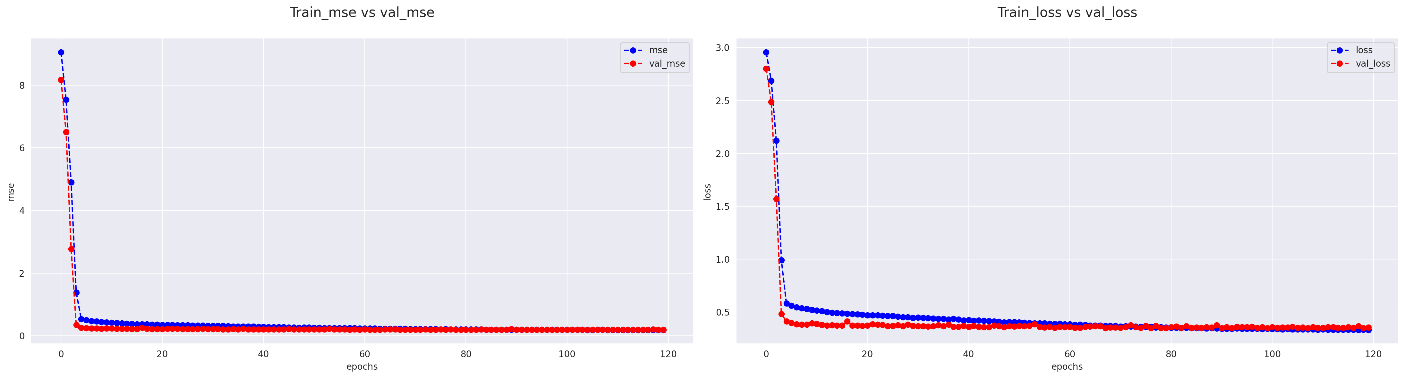 Train_mse vs val_mse
mse
val_mse
mse
8
6
4
2
0
0 20 40 60 80 100 120
epochs
Train_loss vs val_loss
loss
val_loss
loss
3.0
2.5
2.0
1.5
1.0
0.5
0 20 40 60 80 100 120
epochs